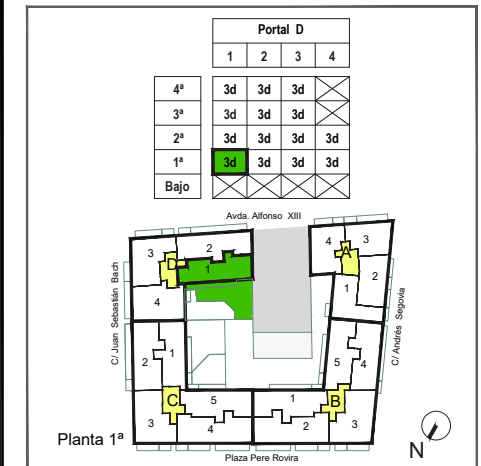 Portal D
1 2 3 4
4ª 3d 3d 3d
3ª 3d 3d 3d
2ª 3d 3d 3d 3d
1ª 3d 3d 3d 3d
Bajo
Avda. Alfonso XIII
3 2 4 3
D 1 A
4 1 2
C/ Juan Sebastián Bach
C/ Andrés Segovia
2 1 5 4
C 5 1 B
3 4 2 3
Planta 1ª
Plaza Pere Rovira
N